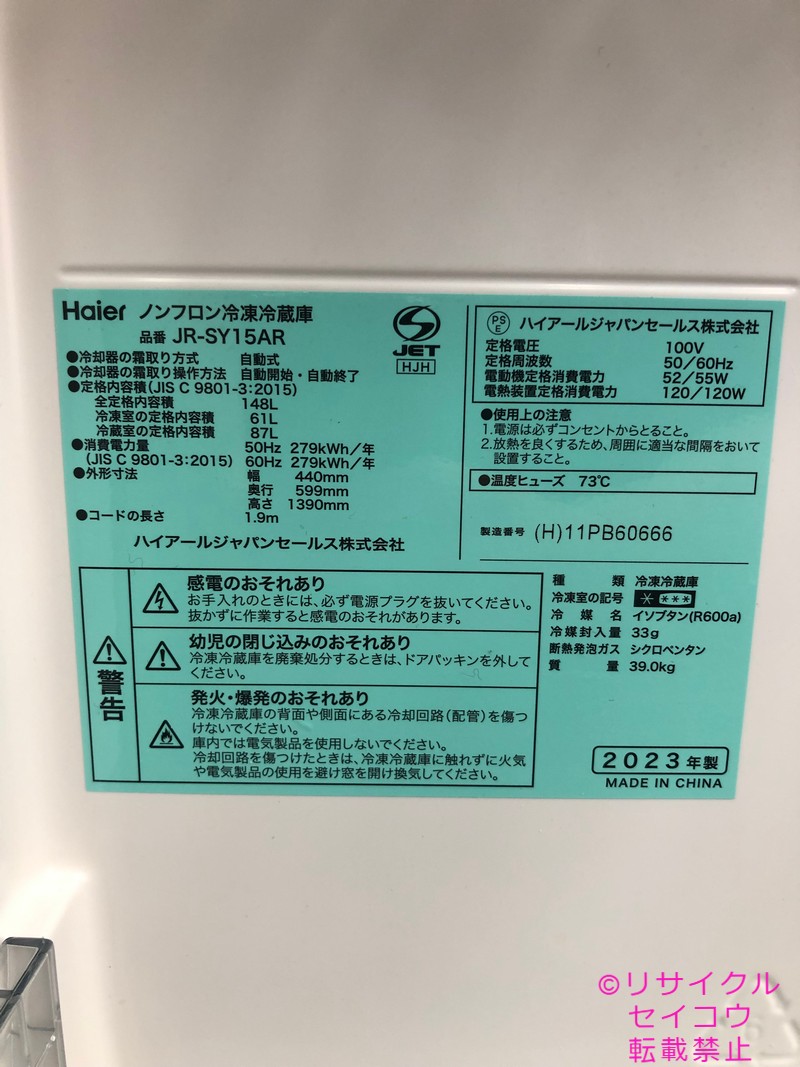 Haier ノンフロン冷凍冷蔵庫
品番 JR-SY15AR
●冷却器の霜取り方式 自動式
●冷却器の霜取り操作方法 自動開始・自動終了
●定格内容積(JIS C 9801-3:2015)
全定格内容積 148L
冷凍室の定格内容積 61L
冷蔵室の定格内容積 87L
●消費電力量 50Hz 279kWh/年
(JIS C 9801-3:2015) 60Hz 279kWh/年
●外形寸法 幅 440mm
奥行 599mm
高さ 1390mm
●コードの長さ 1.9m
ハイアールジャパンセールス株式会社
JET
HJH
PSE ハイアールジャパンセールス株式会社
定格電圧 100V
定格周波数 50/60Hz
電動機定格消費電力 52/55W
電熱装置定格消費電力 120/120W
●使用上の注意
1.電源は必ずコンセントからとること。
2.放熱を良くするため、周囲に適当な間隔をおいて
設置すること。
●温度ヒューズ 73℃
製造番号 (H)11PB60666
警告
感電のおそれあり
お手入れのときには、必ず電源プラグを抜いてください。
抜かずに作業すると感電のおそれがあります。
幼児の閉じ込みのおそれあり
冷凍冷蔵庫を廃棄処分するときは、ドアパッキンを外して
ください。
発火・爆発のおそれあり
冷凍冷蔵庫の背面や側面にある冷却回路(配管)を傷つ
けないでください。
庫内では電気製品を使用しないでください。
冷却回路を傷つけたときは、冷凍冷蔵庫に触れずに火気
や電気製品の使用を避け窓を開け換気してください。
種類 冷凍冷蔵庫
冷凍室の記号 * ***
冷媒名 イソブタン(R600a)
冷媒封入量 33g
断熱発泡ガス シクロペンタン
質量 39.0kg
2023年製
MADE IN CHINA
©リサイクル
セイコウ
転載禁止